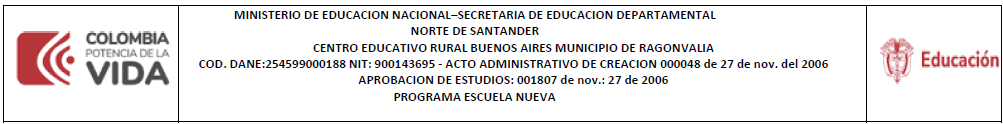 COLOMBIA
POTENCIA DE LA
VIDA
MINISTERIO DE EDUCACION NACIONAL–SECRETARIA DE EDUCACION DEPARTAMENTAL
NORTE DE SANTANDER
CENTRO EDUCATIVO RURAL BUENOS AIRES MUNICIPIO DE RAGONVALIA
COD. DANE:254599000188 NIT: 900143695 - ACTO ADMINISTRATIVO DE CREACION 000048 de 27 de nov. del 2006
APROBACION DE ESTUDIOS: 001807 de nov.: 27 de 2006
PROGRAMA ESCUELA NUEVA
Educación